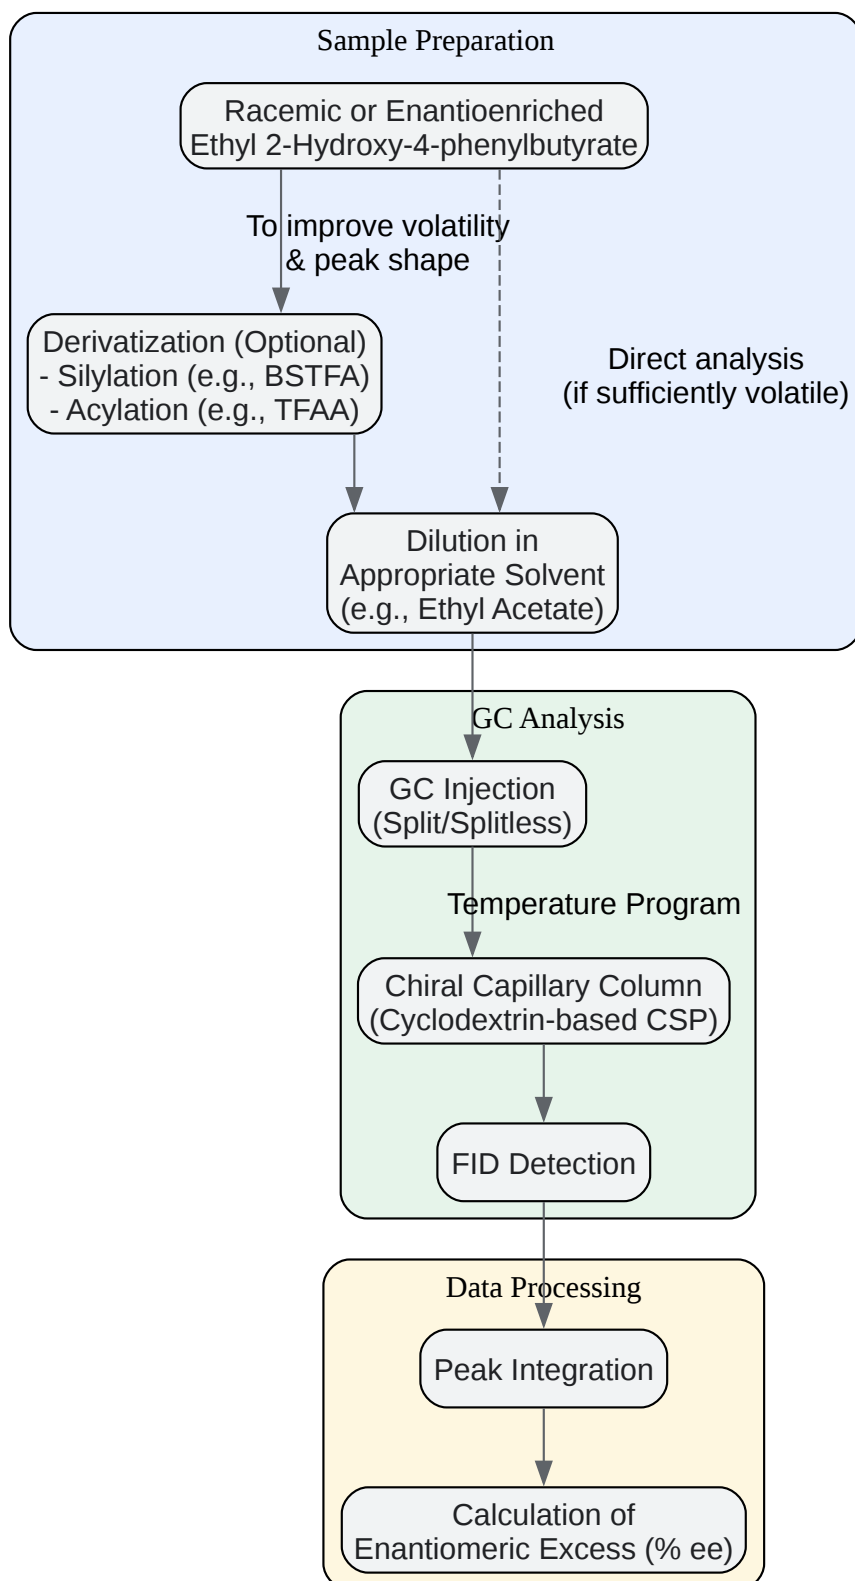 Sample Preparation
Racemic or Enantioenriched
Ethyl 2-Hydroxy-4-phenylbutyrate
To improve volatility
& peak shape
Derivatization (Optional)
- Silylation (e.g., BSTFA)
- Acylation (e.g., TFAA)
Direct analysis
(if sufficiently volatile)
Dilution in
Appropriate Solvent
(e.g., Ethyl Acetate)
GC Analysis
GC Injection
(Split/Splitless)
Temperature Program
Chiral Capillary Column
(Cyclodextrin-based CSP)
FID Detection
Data Processing
Peak Integration
Calculation of
Enantiomeric Excess (% ee)